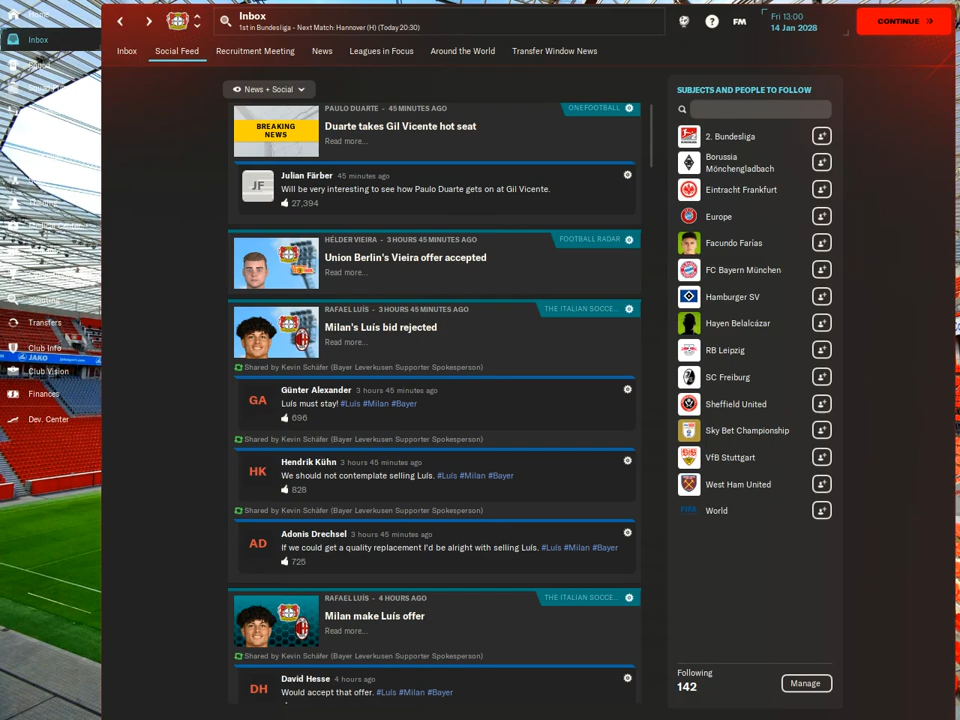 Home
Inbox
1st in Bundesliga - Next Match: Hannover (H) (Today 20:30)
FM
Fri 13:00
14 Jan 2028
CONTINUE
Inbox
Social Feed
Recruitment Meeting
News
Leagues in Focus
Around the World
Transfer Window News
Inbox
Transfers
Club Info
JAKO
Club Vision
Finances
Dev. Center
News + Social
PAULO DUARTE - 45 MINUTES AGO
ONEFOOTBALL
BREAKING
NEWS
Duarte takes Gil Vicente hot seat
Read more...
JF
Julian Färber 45 minutes ago
Will be very interesting to see how Paulo Duarte gets on at Gil Vicente.
27,394
HÉLDER VIEIRA - 3 HOURS 45 MINUTES AGO
FOOTBALL RADAR
Union Berlin's Vieira offer accepted
Read more...
RAFAEL LUÍS - 3 HOURS 45 MINUTES AGO
THE ITALIAN SOCCE...
Milan's Luís bid rejected
Read more...
Shared by Kevin Schäfer (Bayer Leverkusen Supporter Spokesperson)
GA
Günter Alexander 3 hours 45 minutes ago
Luís must stay! #Luís #Milan #Bayer
696
Shared by Kevin Schäfer (Bayer Leverkusen Supporter Spokesperson)
HK
Hendrik Kühn 3 hours 45 minutes ago
We should not contemplate selling Luís. #Luís #Milan #Bayer
828
Shared by Kevin Schäfer (Bayer Leverkusen Supporter Spokesperson)
AD
Adonis Drechsel 3 hours 45 minutes ago
If we could get a quality replacement I'd be alright with selling Luís. #Luís #Milan #Bayer
725
RAFAEL LUÍS - 4 HOURS AGO
THE ITALIAN SOCCE...
Milan make Luís offer
Read more...
Shared by Kevin Schäfer (Bayer Leverkusen Supporter Spokesperson)
DH
David Hesse 4 hours ago
Would accept that offer. #Luís #Milan #Bayer
SUBJECTS AND PEOPLE TO FOLLOW
2. Bundesliga
Borussia
Mönchengladbach
Eintracht Frankfurt
Europe
Facundo Farías
FC Bayern München
Hamburger SV
Hayen Belalcázar
RB Leipzig
SC Freiburg
Sheffield United
Sky Bet Championship
VfB Stuttgart
West Ham United
FIFA
World
Following
142
Manage